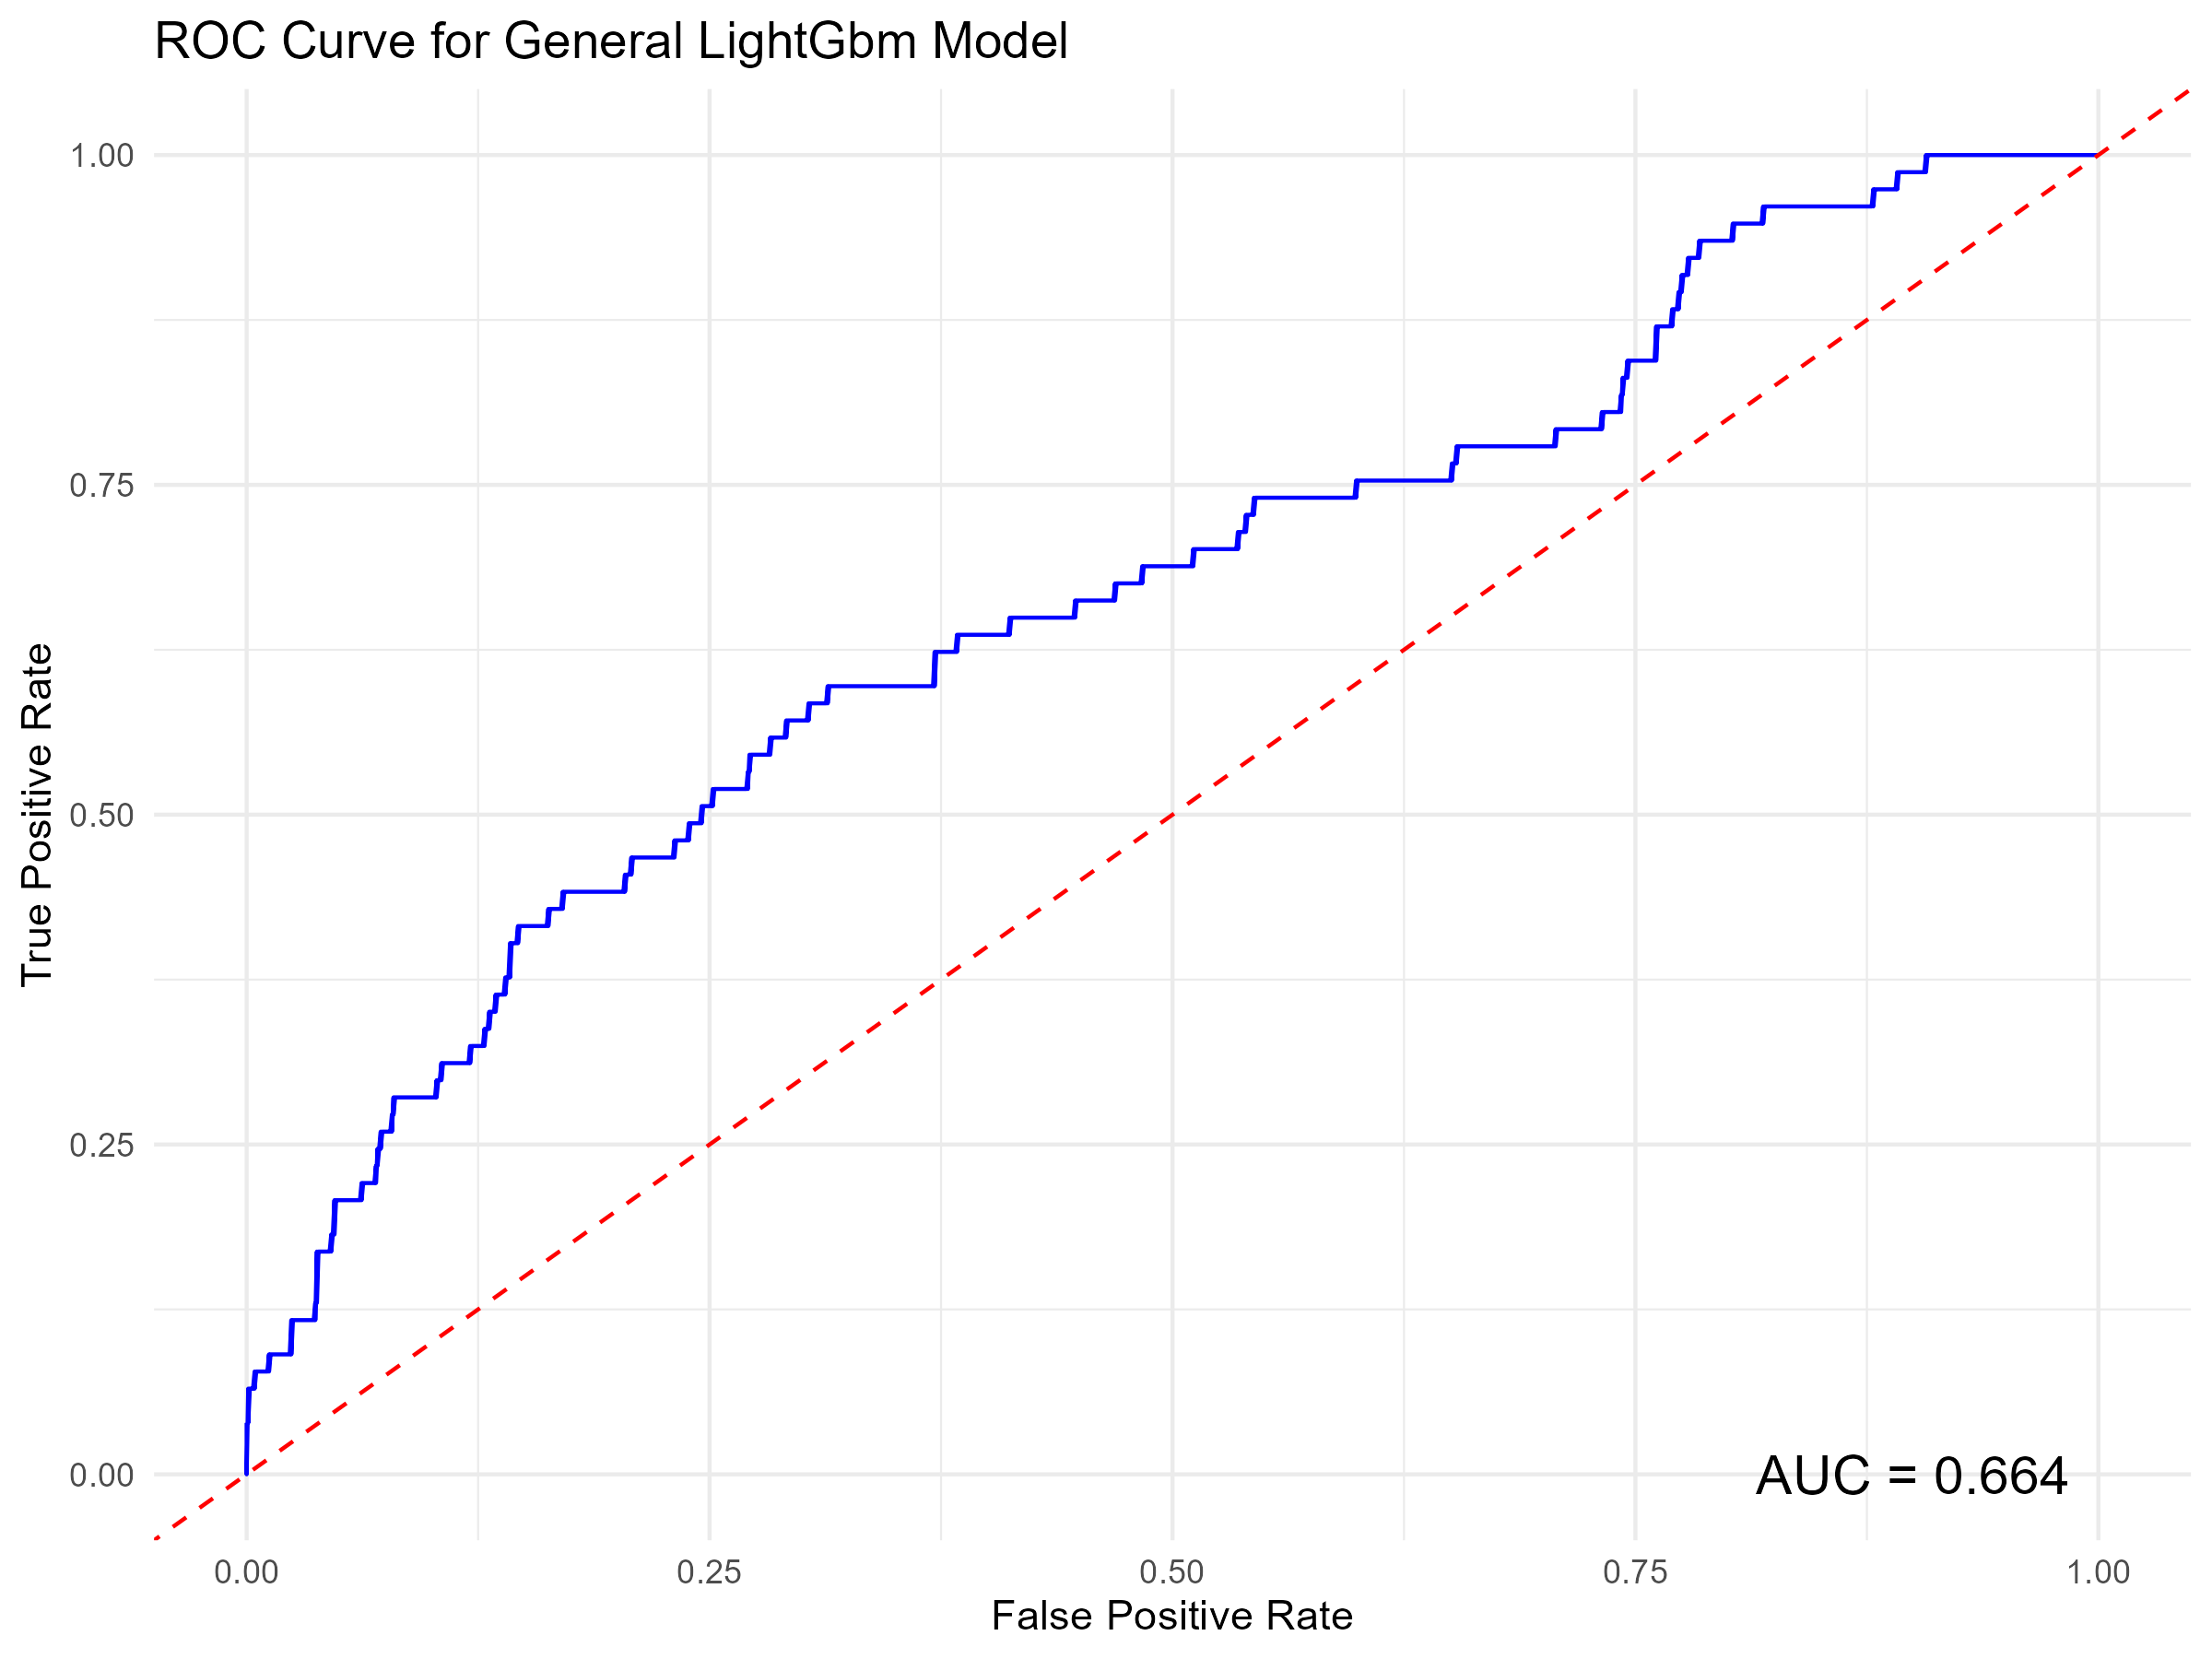 ROC Curve for General LightGbm Model
True Positive Rate
1.00
0.75
0.50
0.25
0.00
AUC = 0.664
0.00 0.25 0.50 0.75 1.00
False Positive Rate